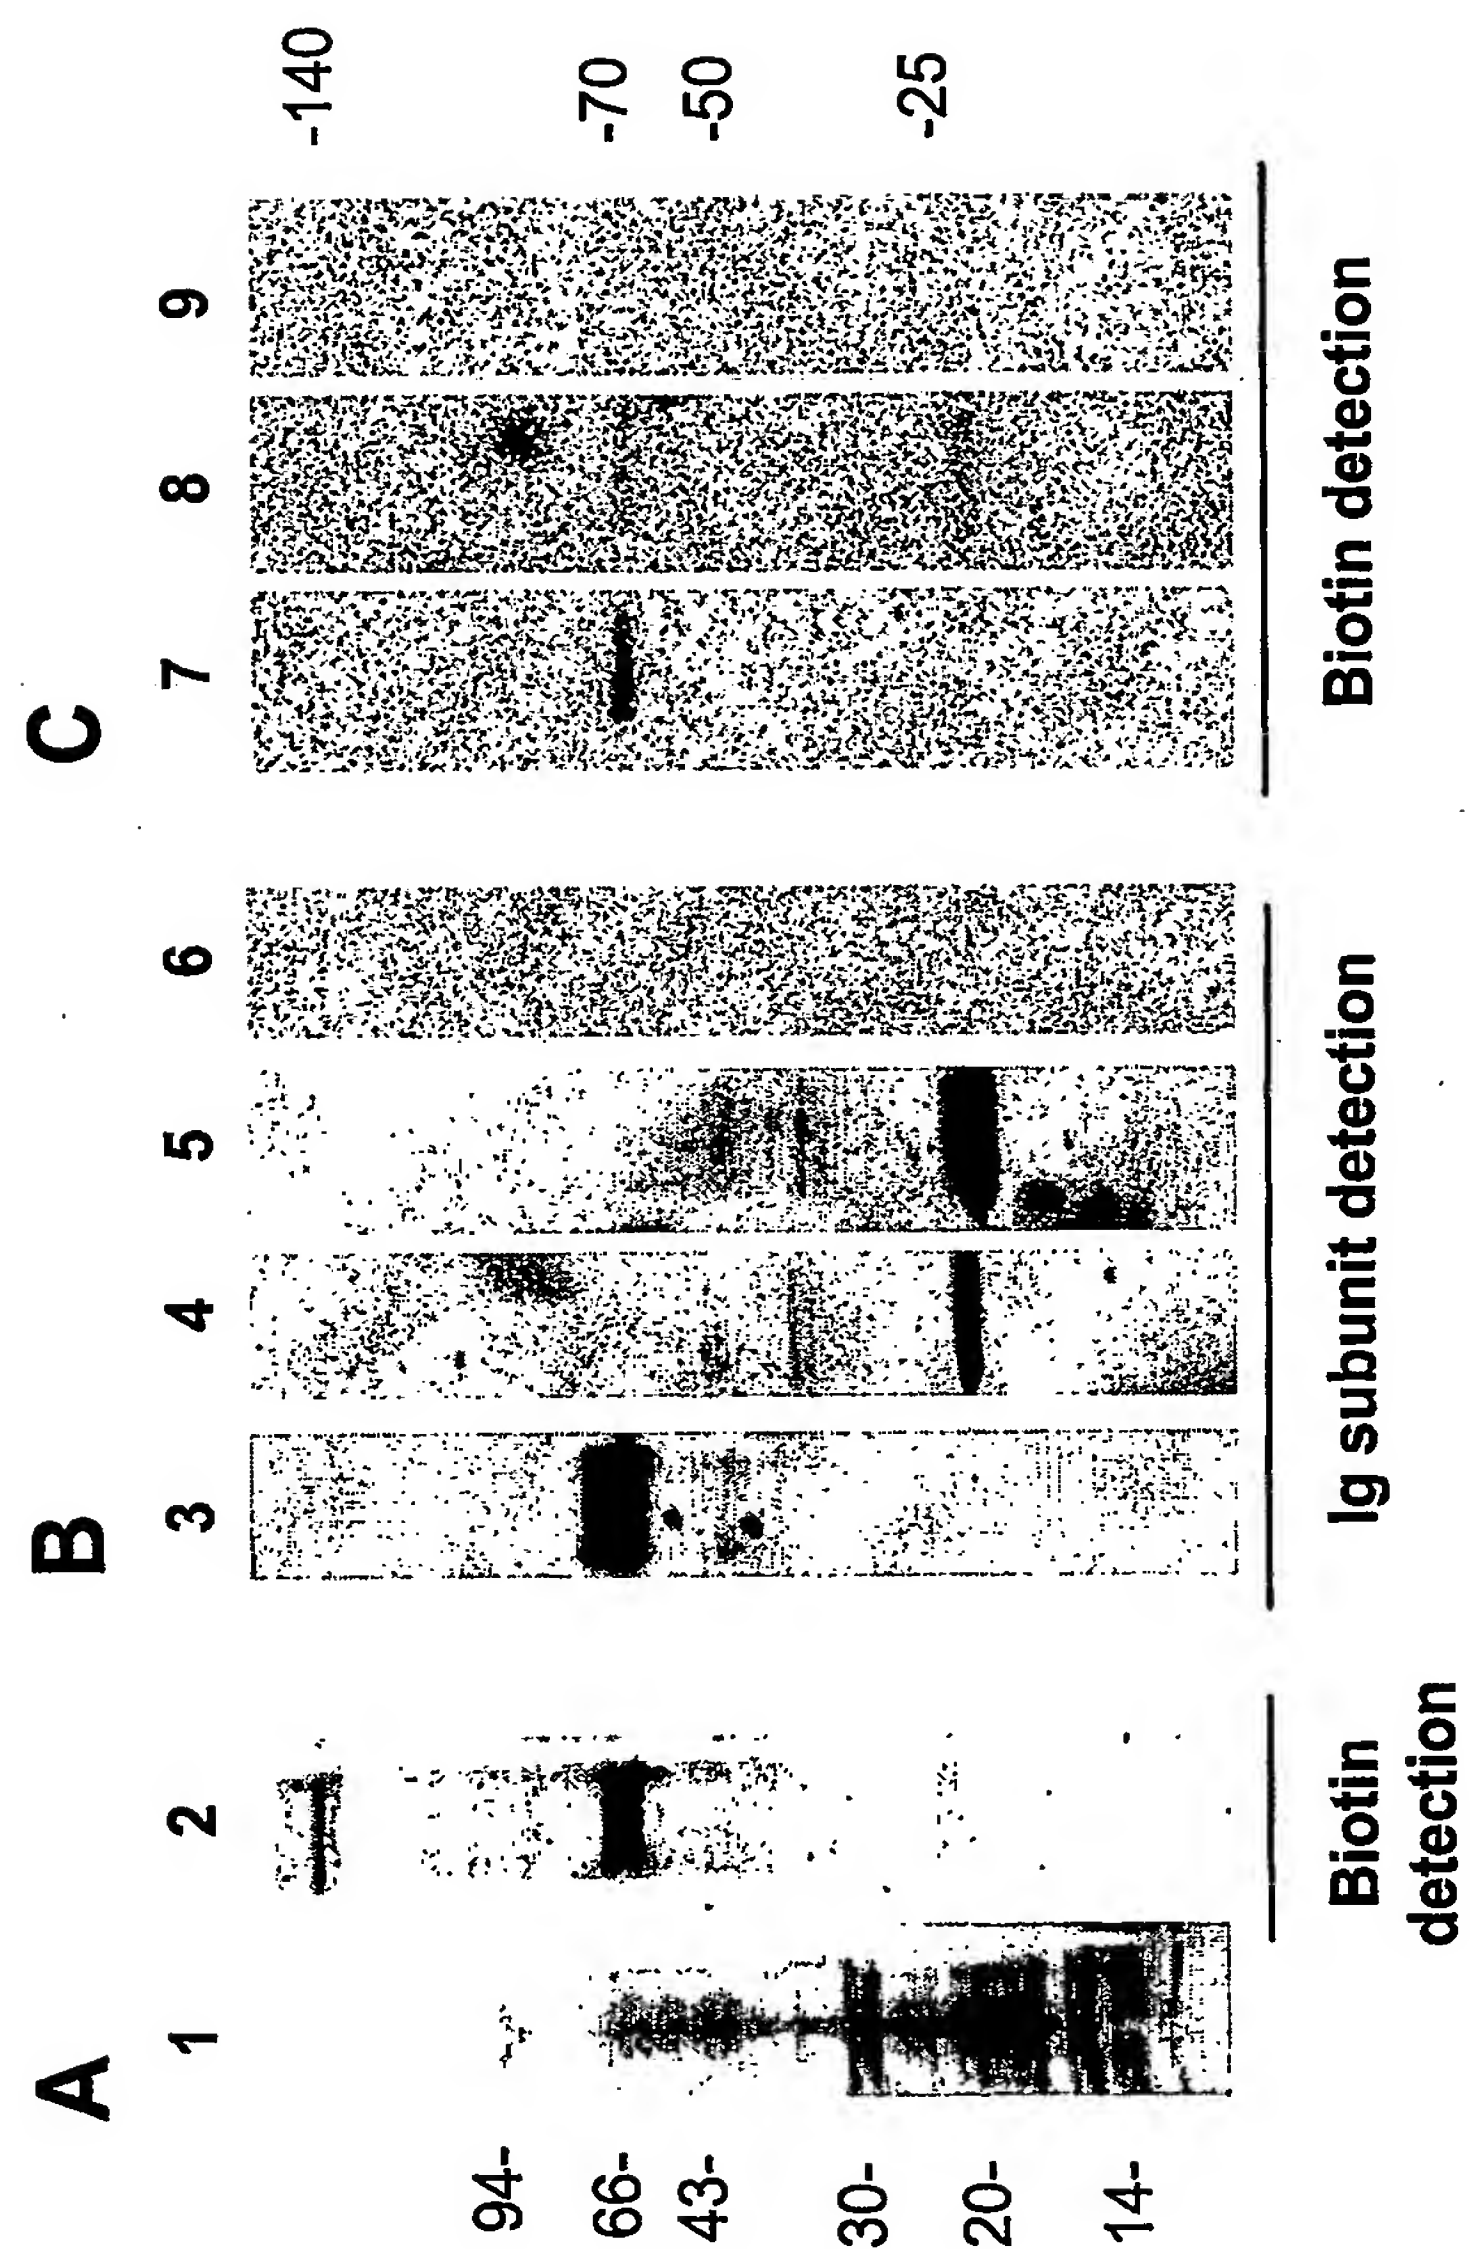 A B C
1 2 3 4 5 6 7 8 9
94-
66-
43-
30-
20-
14-
-140
-70
-50
-25
Biotin
detection
Ig subunit detection
Biotin detection